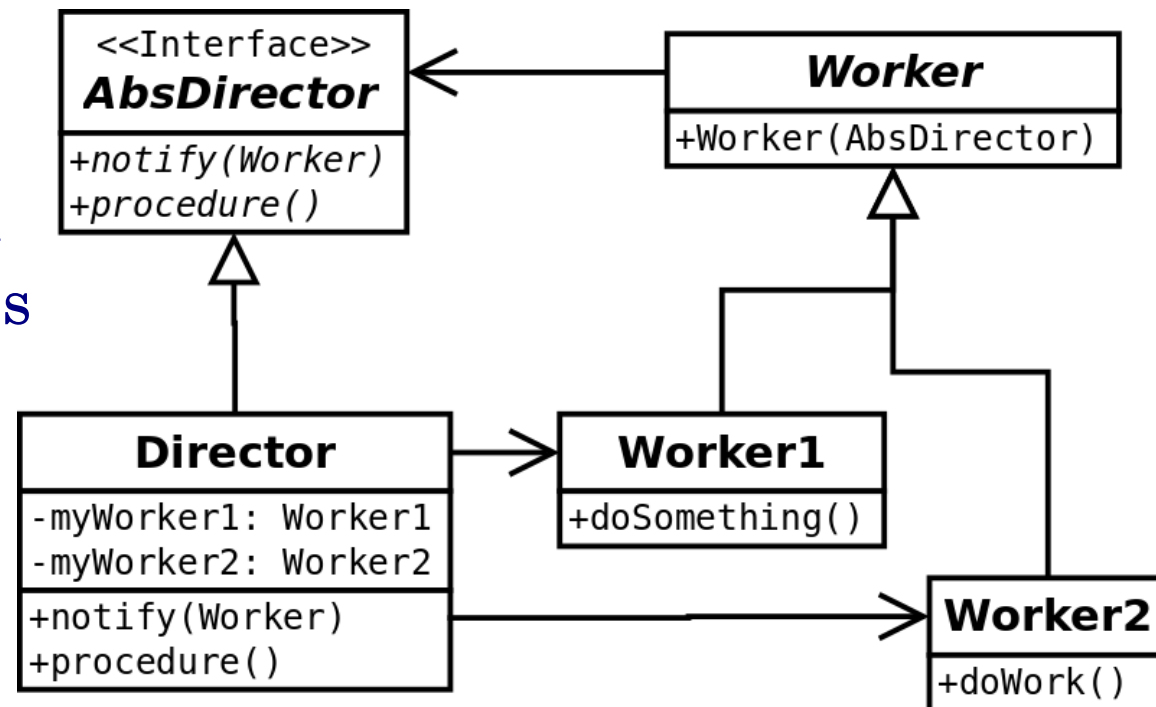 <<Interface>>
AbsDirector
+notify(Worker)
+procedure()
Worker
+Worker(AbsDirector)
s
Director
-myWorker1: Worker1
-myWorker2: Worker2
+notify(Worker)
+procedure()
Worker1
+doSomething()
Worker2
+doWork()